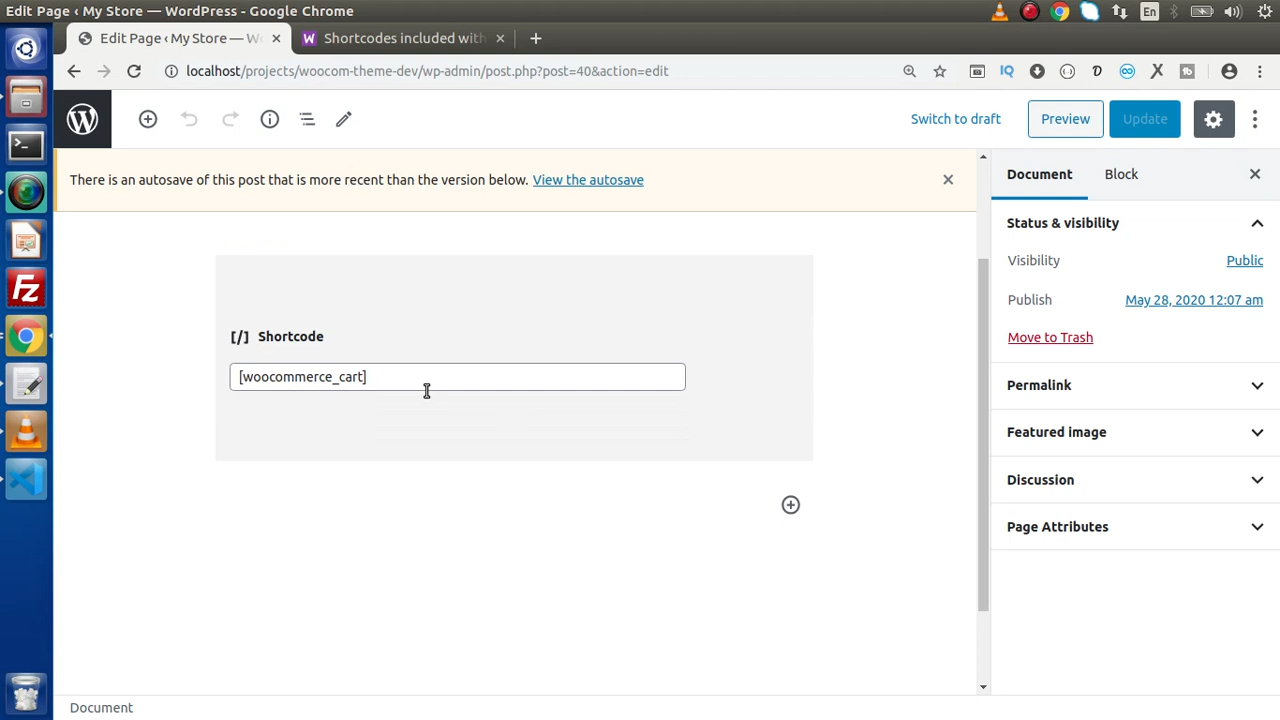 Edit Page ‹ My Store — WordPress - Google Chrome
En
Edit Page ‹ My Store — Wo
Shortcodes included with
localhost/projects/woocom-theme-dev/wp-admin/post.php?post=40&action=edit
IQ
Switch to draft
Preview
Update
There is an autosave of this post that is more recent than the version below. View the autosave
Document
Block
Status & visibility
Visibility
Public
Publish
May 28, 2020 12:07 am
Move to Trash
[/] Shortcode
[woocommerce_cart]
Permalink
Featured image
Discussion
Page Attributes
Document